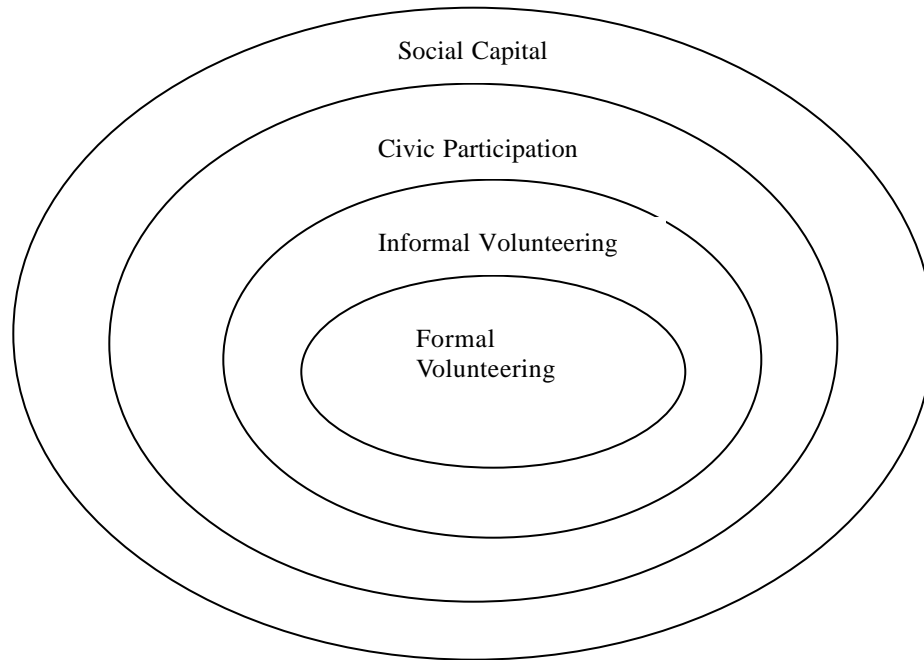 Social Capital
Civic Participation
Informal Volunteering
Formal
Volunteering